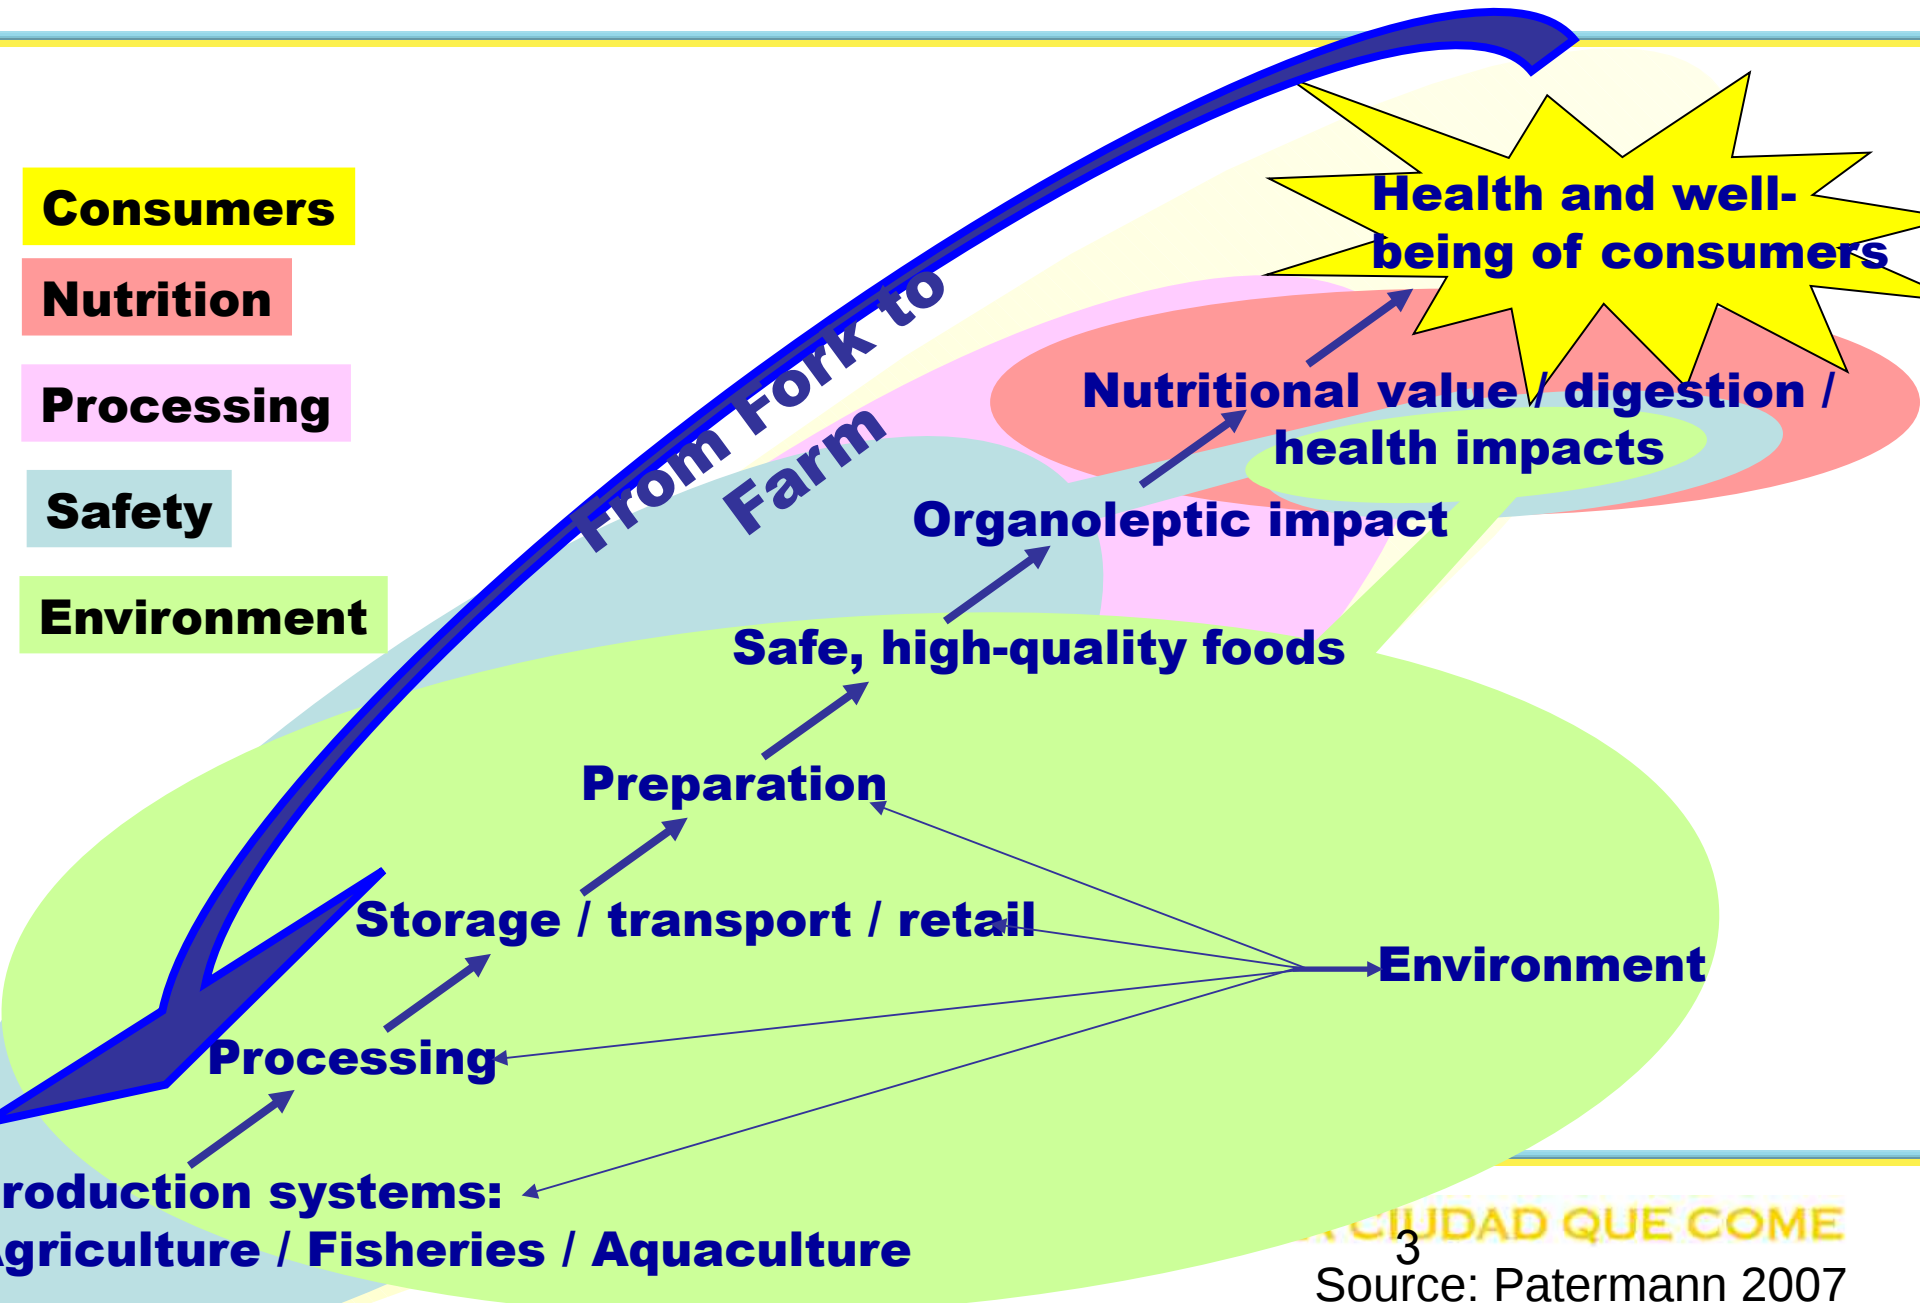 Consumers
Nutrition
Processing
Safety
Environment
From Fork to
Farm
Health and well-
being of consumers
Nutritional value / digestion /
health impacts
Organoleptic impact
Safe, high-quality foods
Preparation
Storage / transport / retail
Environment
Processing
roduction systems:
griculture / Fisheries / Aquaculture
CIUDAD QUE COME
3
Source: Patermann 2007